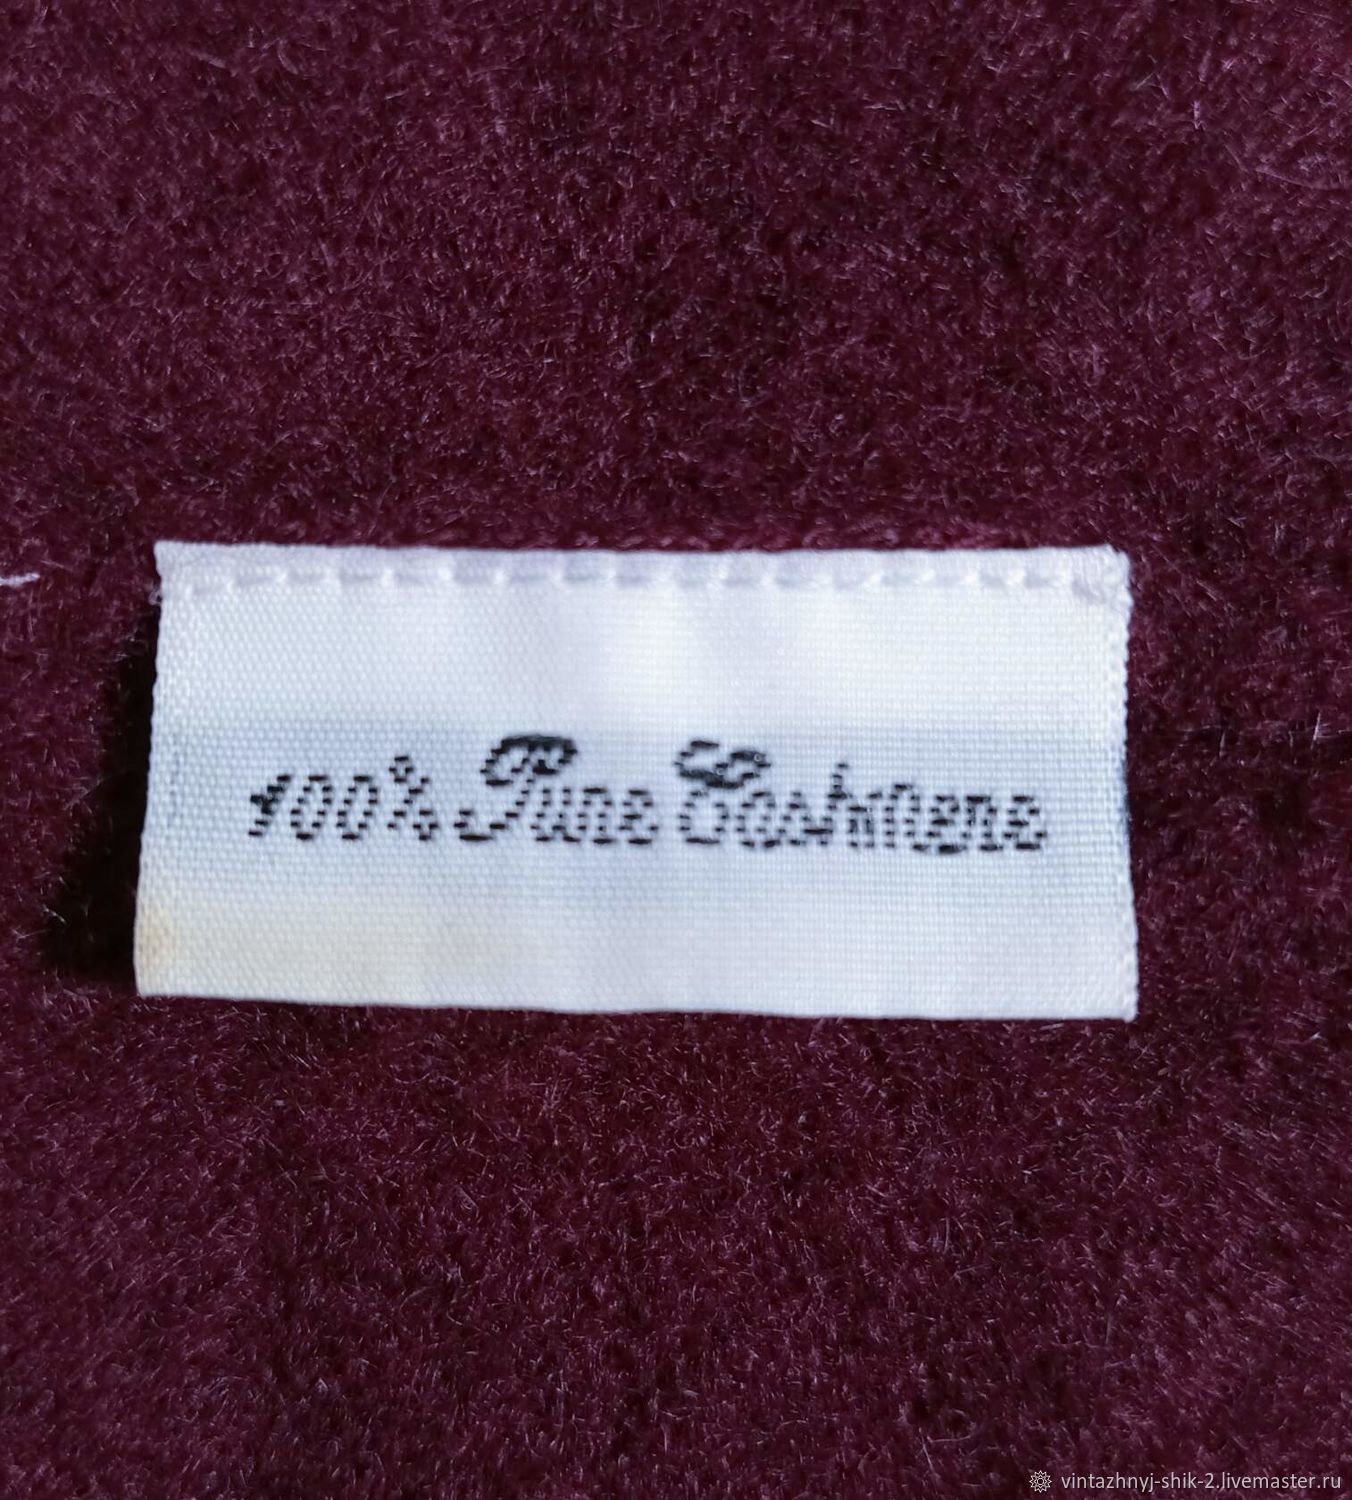 100% Pure Cashmere
vintazhnyj-shik-2.livemaster.ru